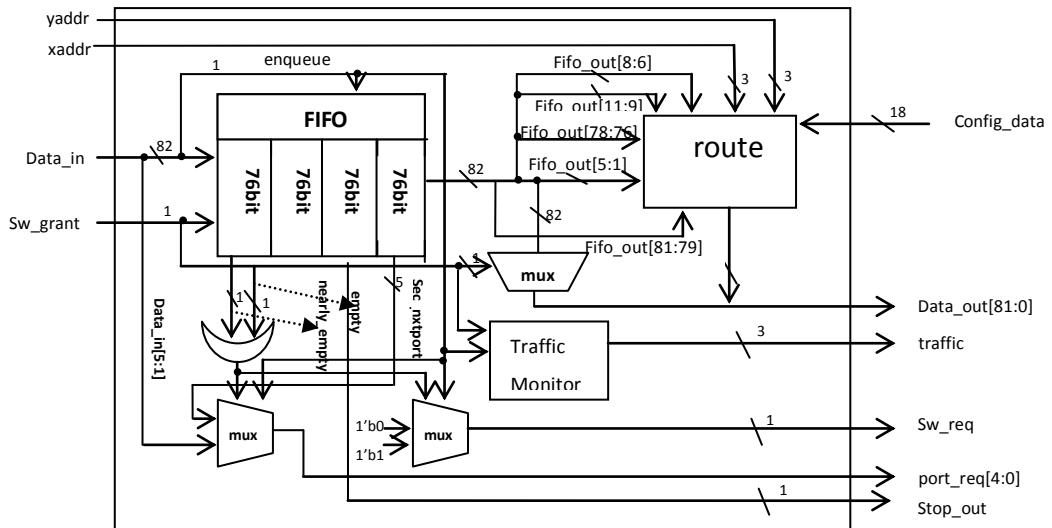 yaddr
xaddr
1
enqueue
Fifo_out[8:6]
3
3
Fifo_out[11:9]
FIFO
18
Config_data
Fifo_out[78:76]
route
Data_in
82
76bit
76bit
76bit
76bit
82
Fifo_out[5:1]
Sw_grant
1
82
Fifo_out[81:79]
mux
1
5
1
1
Data_in[5:1]
nearly_empty
empty
Sec_nxtport
Data_out[81:0]
Traffic
Monitor
3
traffic
mux
1'b0
1'b1
mux
1
Sw_req
port_req[4:0]
1
Stop_out